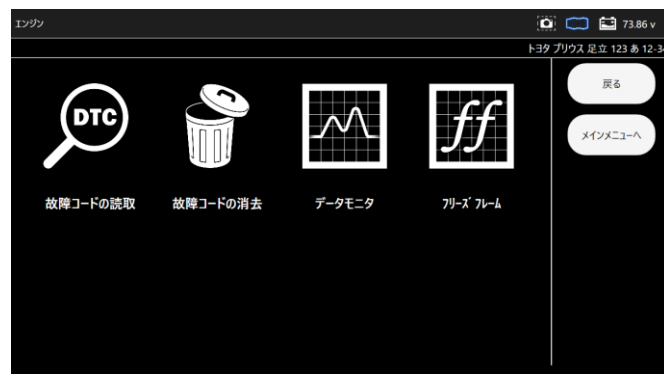 エンジン
73.86 v
トヨタ プリウス 足立 123 あ 12-34
戻る
メインメニューへ
DTC
ff
故障コードの読取
故障コードの消去
データモニタ
ﾌﾘｰｽﾞ ﾌﾚｰﾑ